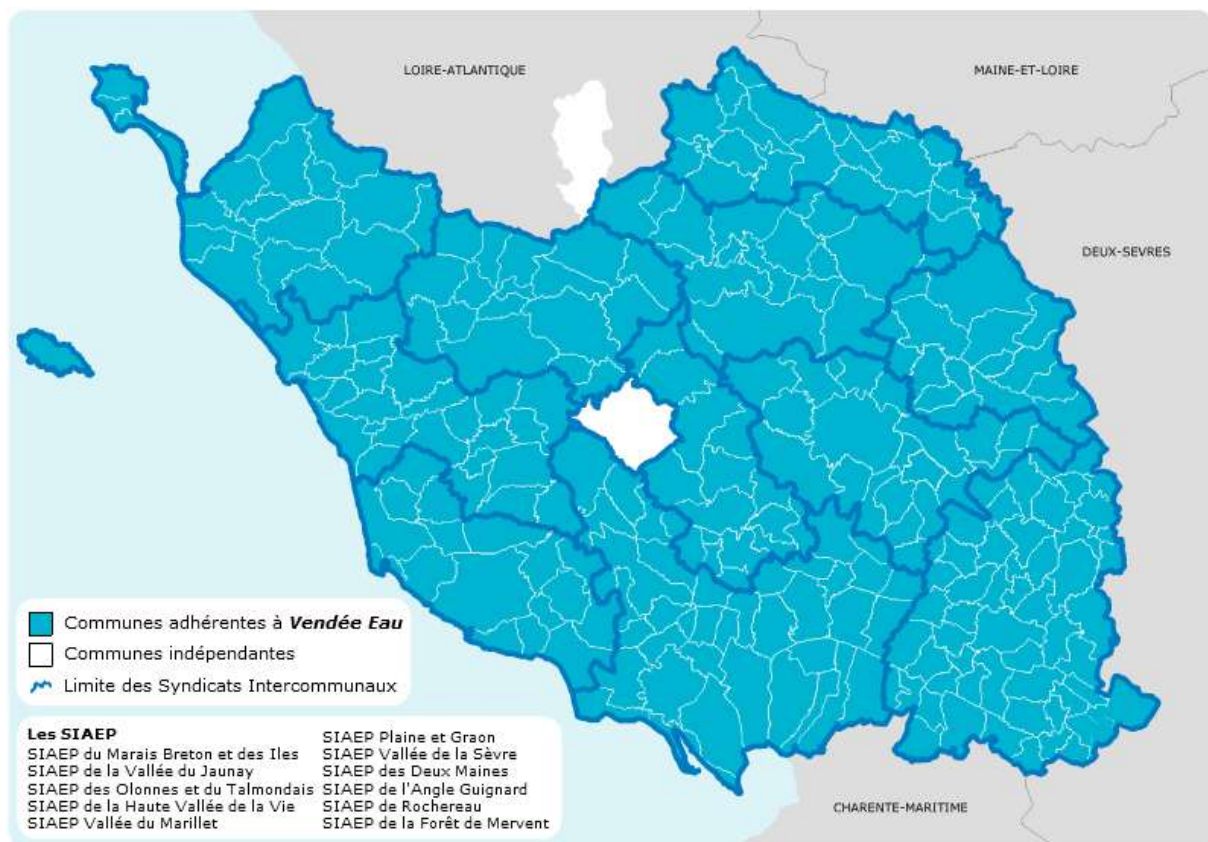 LOIRE-ATLANTIQUE
MAINE-ET-LOIRE
DEUX-SEVRES
Communes adhérentes à Vendée Eau
Communes indépendantes
Limite des Syndicats Intercommunaux
Les SIAEP
SIAEP du Marais Breton et des Iles
SIAEP de la Vallée du Jaunay
SIAEP des Olonnes et du Talmondais
SIAEP de la Haute Vallée de la Vie
SIAEP Vallée du Marillet
SIAEP Plaine et Graon
SIAEP Vallée de la Sèvre
SIAEP des Deux Maines
SIAEP de l'Angle Guignard
SIAEP de Rochereau
SIAEP de la Forêt de Mervent
CHARENTE-MARITIME